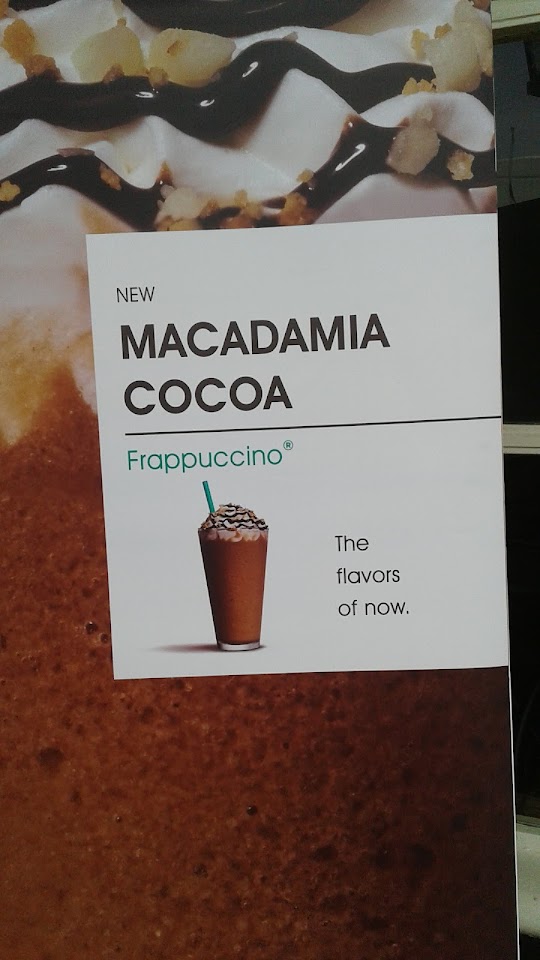 NEW
MACADAMIA
COCOA
Frappuccino®
The
flavors
of now.